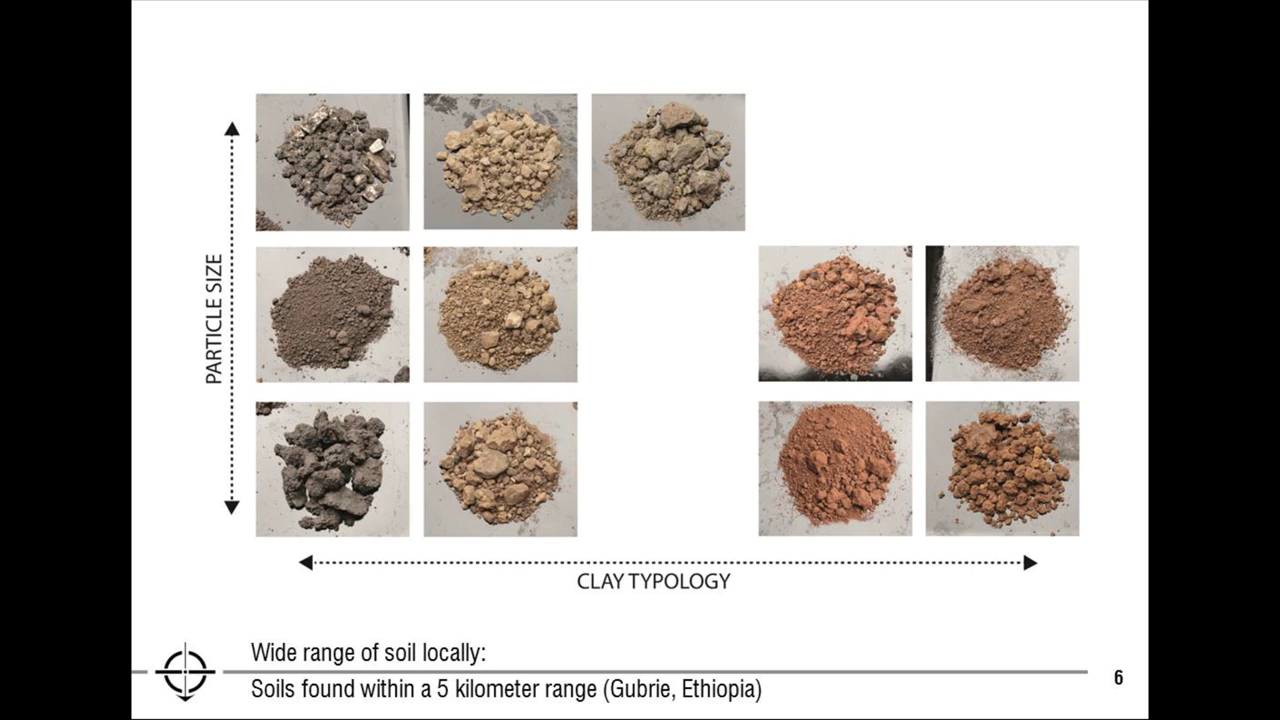 PARTICLE SIZE
CLAY TYPOLOGY
Wide range of soil locally:
Soils found within a 5 kilometer range (Gubrie, Ethiopia)
6